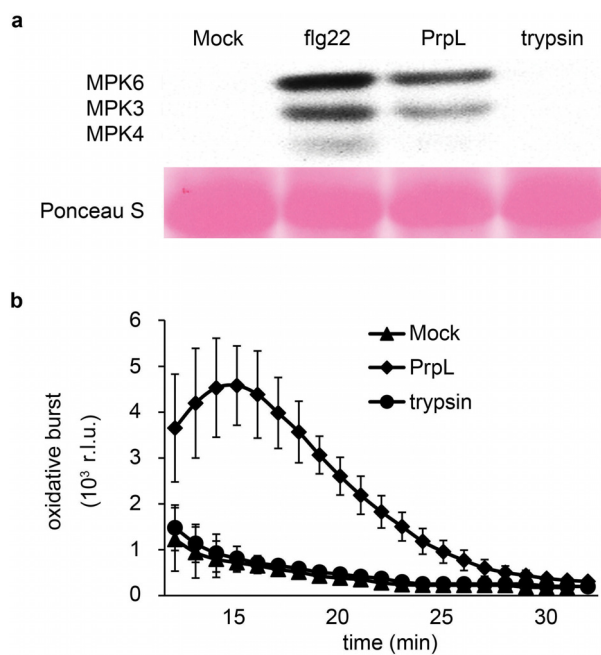 a
Mock flg22 PrpL trypsin
MPK6
MPK3
MPK4
Ponceau S
b
6
5
4
3
2
1
0
15 20 25 30
time (min)
oxidative burst
(10³ r.l.u.)
Mock
PrpL
trypsin